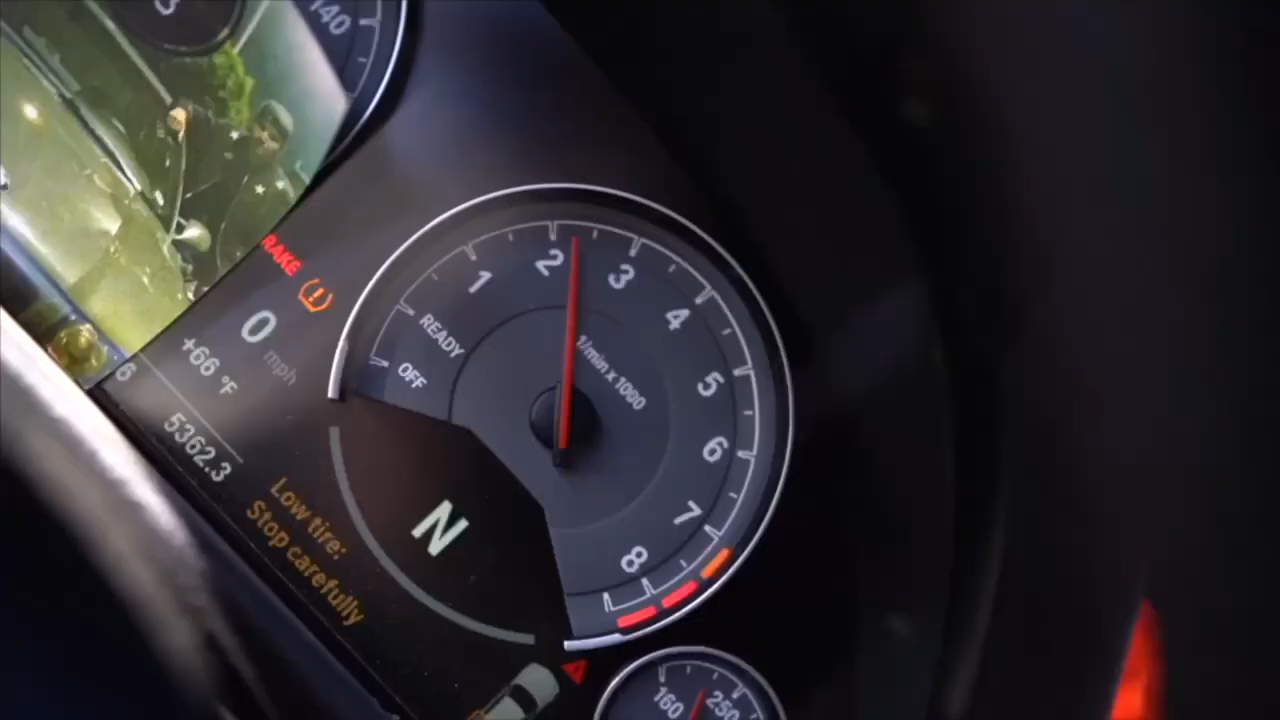 140
RAKE
0
mph
+66 °F
5362.3
Low tire:
Stop carefully
OFF
READY
1
2
3
4
5
6
7
8
1/min x 1000
N
160
250